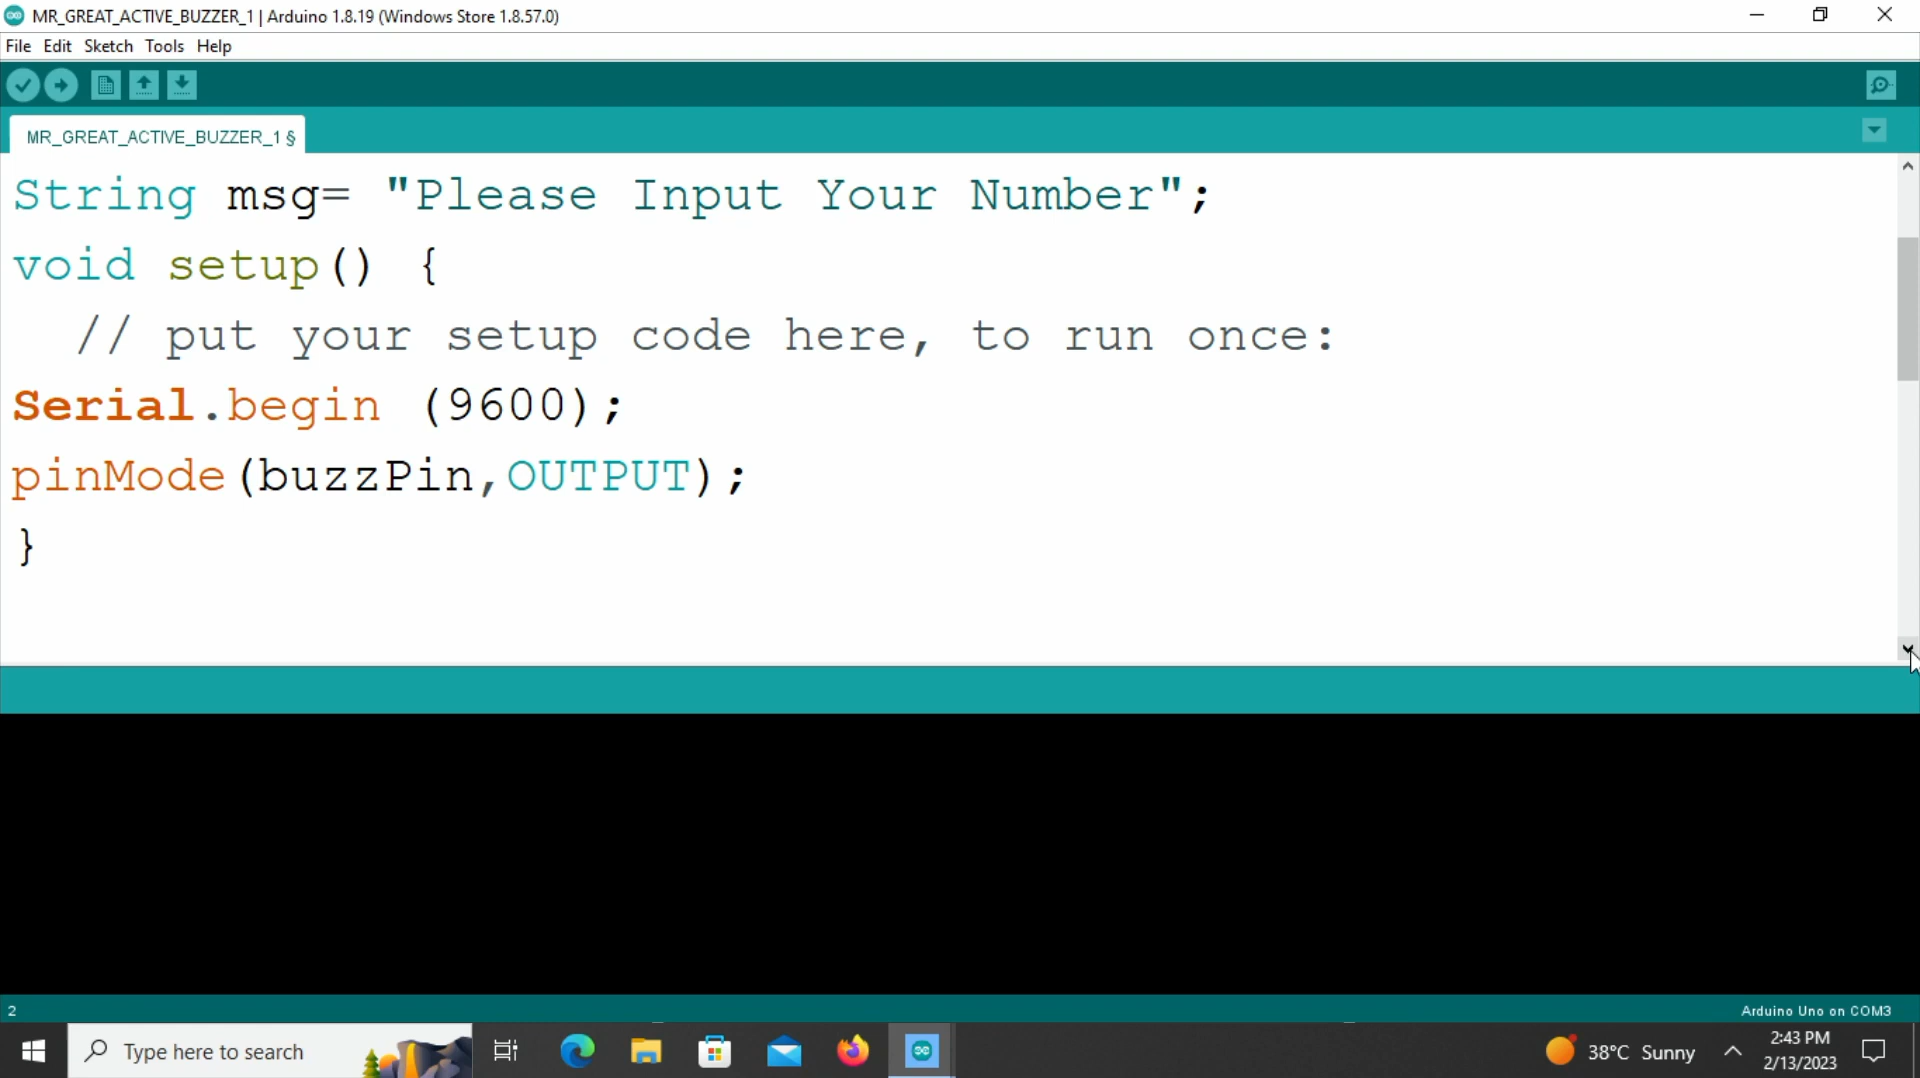 MR_GREAT_ACTIVE_BUZZER_1 | Arduino 1.8.19 (Windows Store 1.8.57.0)
File Edit Sketch Tools Help
MR_GREAT_ACTIVE_BUZZER_1 §
String msg= "Please Input Your Number";
void setup() {
  // put your setup code here, to run once:
Serial.begin (9600);
pinMode(buzzPin,OUTPUT);
}
2
Arduino Uno on COM3
Type here to search
38°C Sunny
2:43 PM
2/13/2023